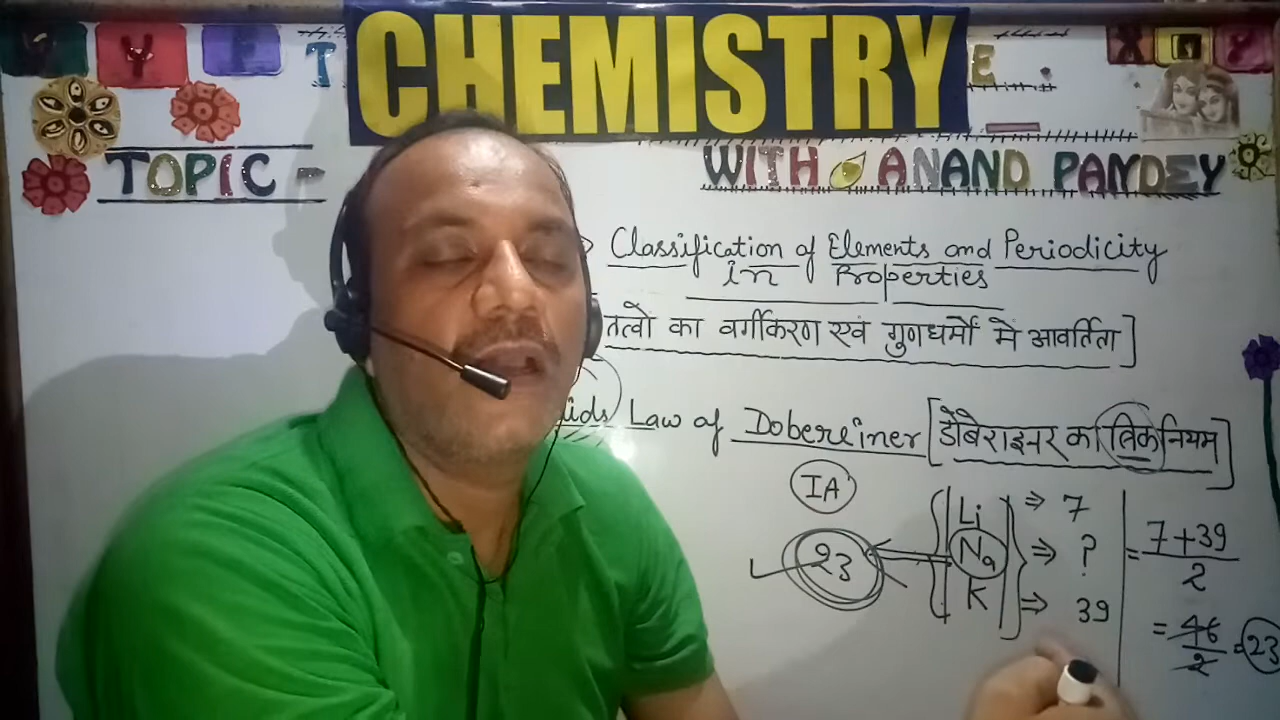 CHEMISTRY
TOPIC -
WITH ANAND PANDEY
Classification of Elements and Periodicity
in Properties
तत्वो का वर्गीकरण एवं गुणधर्मो मे आवर्तिता]
Law of Dobereiner [डोबैराइनर का त्रिक नियम]
IA
Li ⇒ 7
23 Na ⇒ ? = 7+39/2
K ⇒ 39
= 46/2 = 23